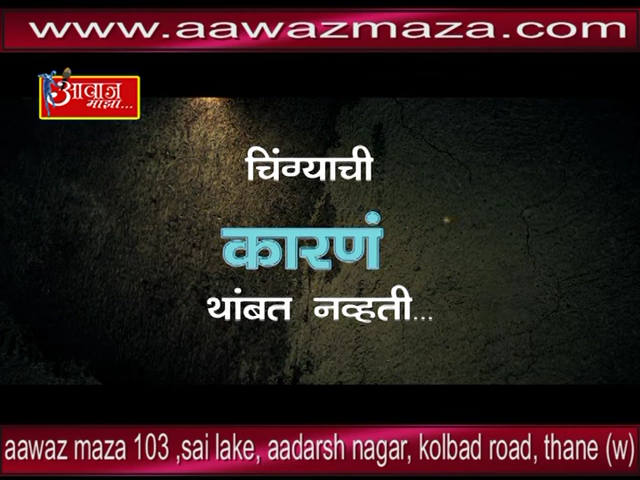 www.aawazmaza.com
आवाज
माझा...
चिंग्याची
कारणं
थांबत नव्हती...
aawaz maza 103 ,sai lake, aadarsh nagar, kolbad road, thane (w)